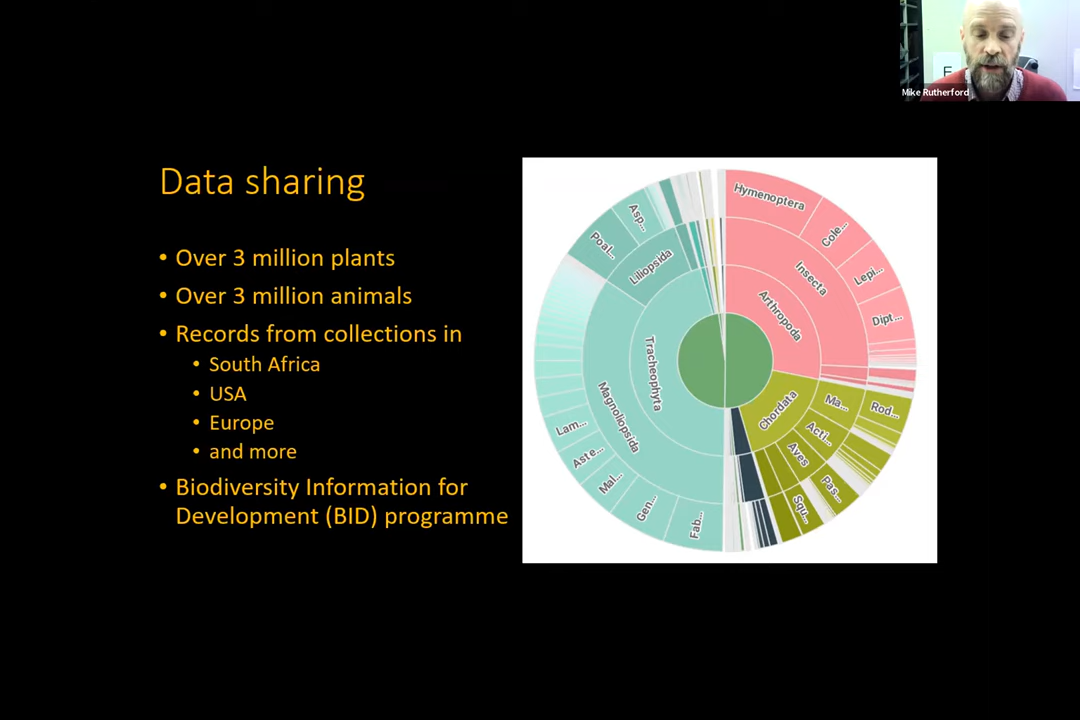 E
Mike Rutherford
Data sharing
• Over 3 million plants
• Over 3 million animals
• Records from collections in
• South Africa
• USA
• Europe
• and more
• Biodiversity Information for
Development (BID) programme
Hymenoptera
Cole...
Lepi...
Dipt...
Insecta
Arthropoda
Chordata
Ma...
Rod...
Acti...
Aves
Pas...
Squ...
Tracheophyta
Magnoliopsida
Liliopsida
Asp...
Poal...
Lam...
Aste...
Mal...
Gen...
Fab...